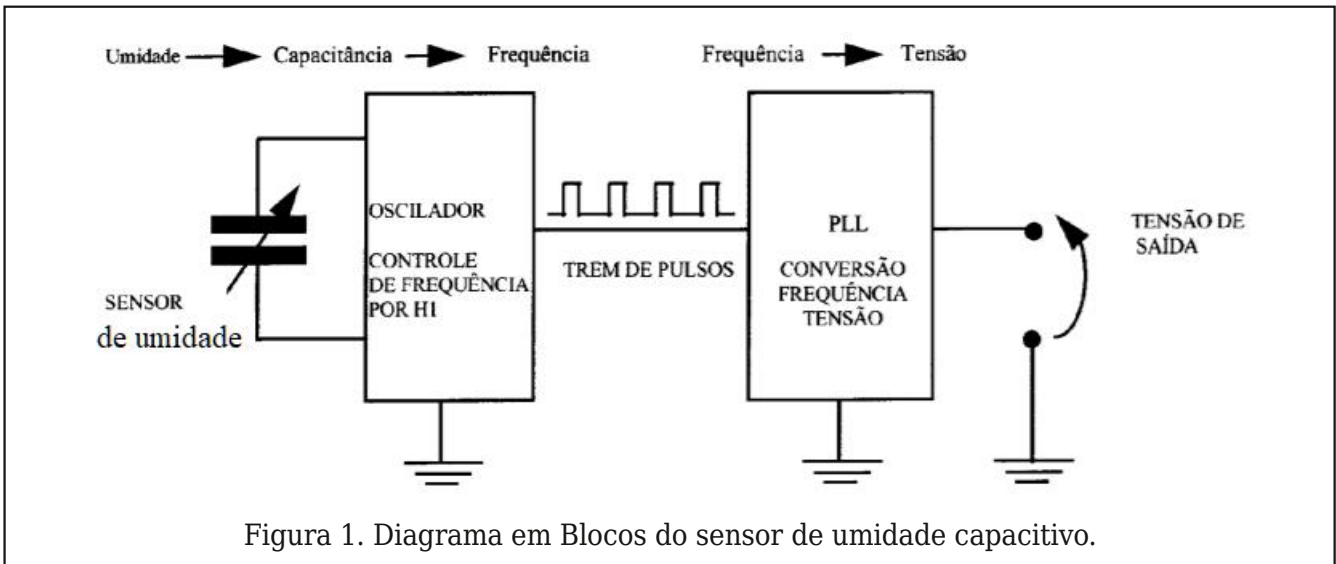 Umidade Capacitância Frequência
Frequência Tensão
OSCILADOR
CONTROLE
DE FREQUÊNCIA
POR H1
SENSOR
de umidade
TREM DE PULSOS
PLL
CONVERSÃO
FREQUÊNCIA
TENSÃO
TENSÃO DE
SAÍDA
Figura 1. Diagrama em Blocos do sensor de umidade capacitivo.